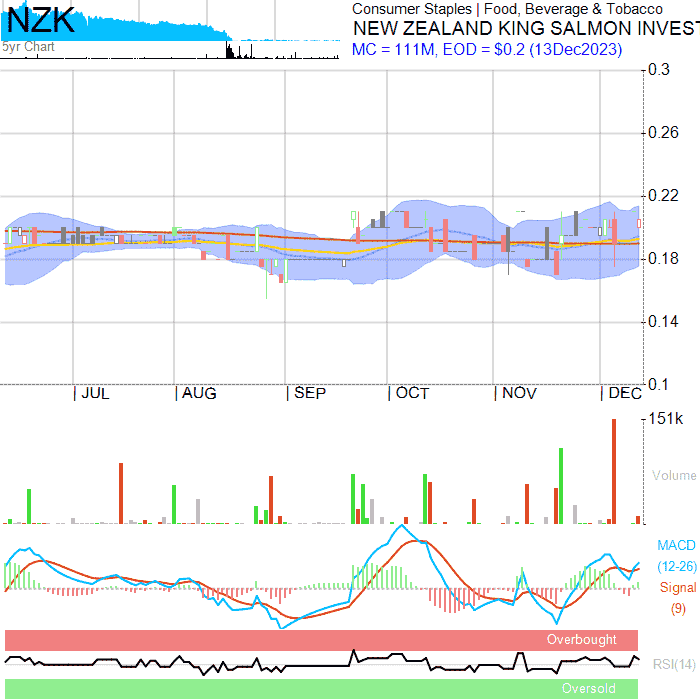 NZK
5yr Chart
Consumer Staples | Food, Beverage & Tobacco
NEW ZEALAND KING SALMON INVEST
MC = 111M, EOD = $0.2 (13Dec2023)
0.3
0.26
0.22
0.18
0.14
0.1
| JUL | AUG | SEP | OCT | NOV | DEC
151k
Volume
MACD
(12-26)
Signal
(9)
Overbought
RSI(14)
Oversold